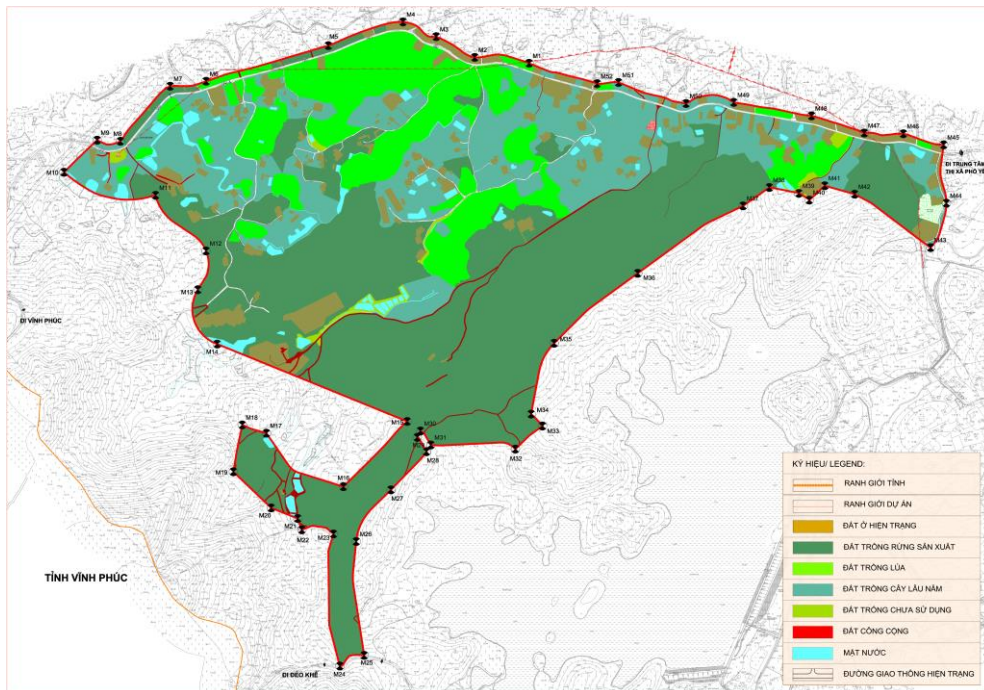 M4
M3
M5
M2
M1
M7
M6
M52
M51
M50
M49
M48
M47
M46
M45
M9
M8
ĐI TRUNG TÂM
THỊ XÃ PHỔ YÊN
M10
M11
M38
M39
M40
M41
M42
M44
M37
M43
M12
M36
M13
ĐI VĨNH PHÚC
M14
M35
M34
M33
M15
M30
M31
M28
M32
M18
M17
M19
M16
M27
M20
M21
M22
M23
M26
TỈNH VĨNH PHÚC
M25
M24
ĐI ĐÈO KHẾ
KÝ HIỆU/ LEGEND:
RANH GIỚI TỈNH
RANH GIỚI DỰ ÁN
ĐẤT Ở HIỆN TRẠNG
ĐẤT TRỒNG RỪNG SẢN XUẤT
ĐẤT TRỒNG LÚA
ĐẤT TRỒNG CÂY LÂU NĂM
ĐẤT TRỐNG CHƯA SỬ DỤNG
ĐẤT CÔNG CỘNG
MẶT NƯỚC
ĐƯỜNG GIAO THÔNG HIỆN TRẠNG